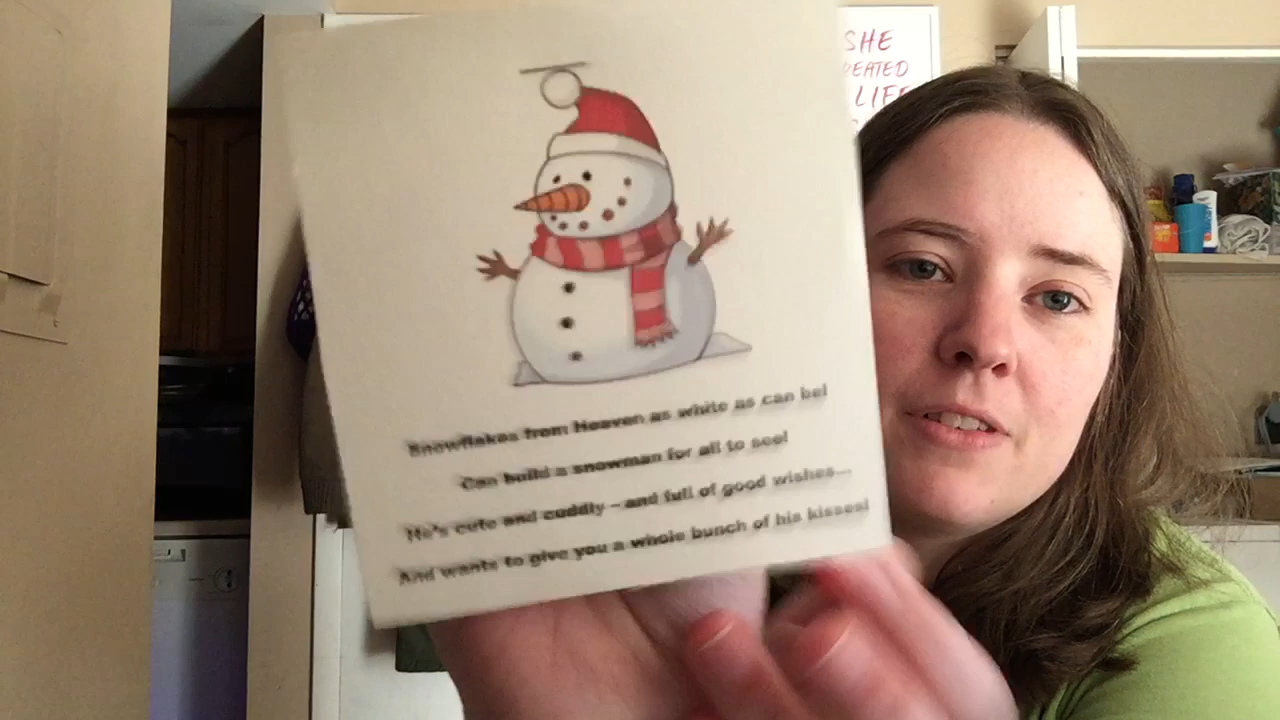 SHE
LIFE
Snowflakes from Heaven as white as can be!
Can build a snowman for all to see!
He's cute and cuddly – and full of good wishes...
And wants to give you a whole bunch of his kisses!